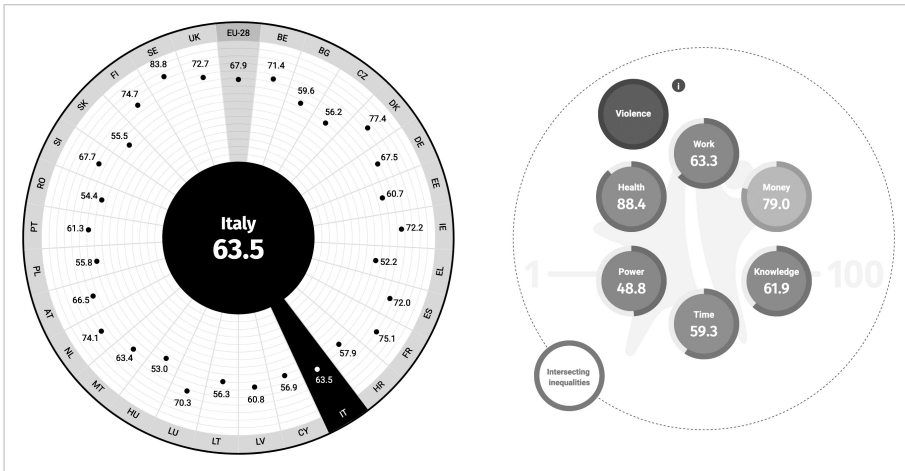 EU-28
67.9
BE
71.4
BG
59.6
CZ
56.2
DK
77.4
DE
67.5
EE
60.7
IE
72.2
EL
52.2
ES
72.0
FR
75.1
HR
57.9
IT
63.5
CY
56.9
LV
60.8
LT
56.3
LU
70.3
HU
53.0
MT
63.4
NL
74.1
AT
66.5
PL
55.8
PT
61.3
RO
54.4
SI
67.7
SK
55.5
FI
74.7
SE
83.8
UK
72.7
Italy
63.5
Violence
i
Work
63.3
Health
88.4
Money
79.0
1
100
Power
48.8
Knowledge
61.9
Time
59.3
Intersecting
inequalities